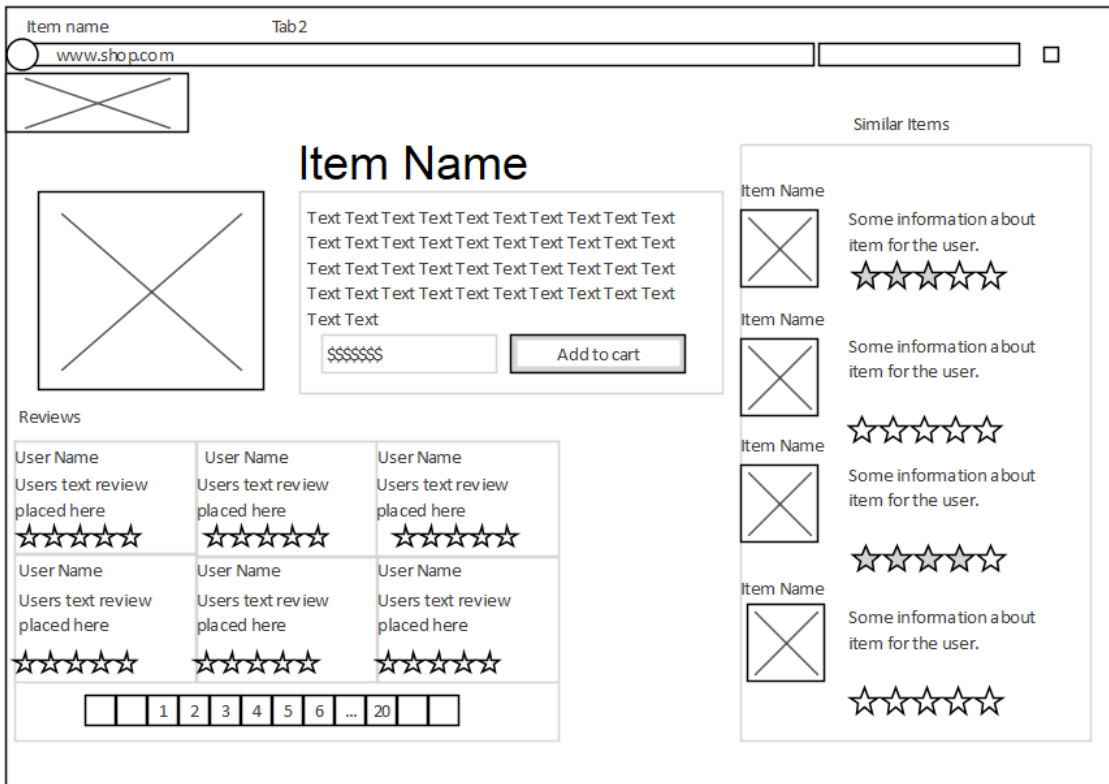 Item name
Tab2
www.shop.com
Item Name
Text Text Text Text Text Text Text Text Text Text
Text Text Text Text Text Text Text Text Text Text
Text Text Text Text Text Text Text Text Text Text
Text Text Text Text Text Text Text Text Text Text
Text Text
$$$$$$$
Add to cart
Similar Items
Item Name
Some information about
item for the user.
Item Name
Some information about
item for the user.
Item Name
Some information about
item for the user.
Item Name
Some information about
item for the user.
Reviews
User Name
Users text review
placed here
User Name
Users text review
placed here
User Name
Users text review
placed here
User Name
Users text review
placed here
User Name
Users text review
placed here
User Name
Users text review
placed here
1 2 3 4 5 6 ... 20